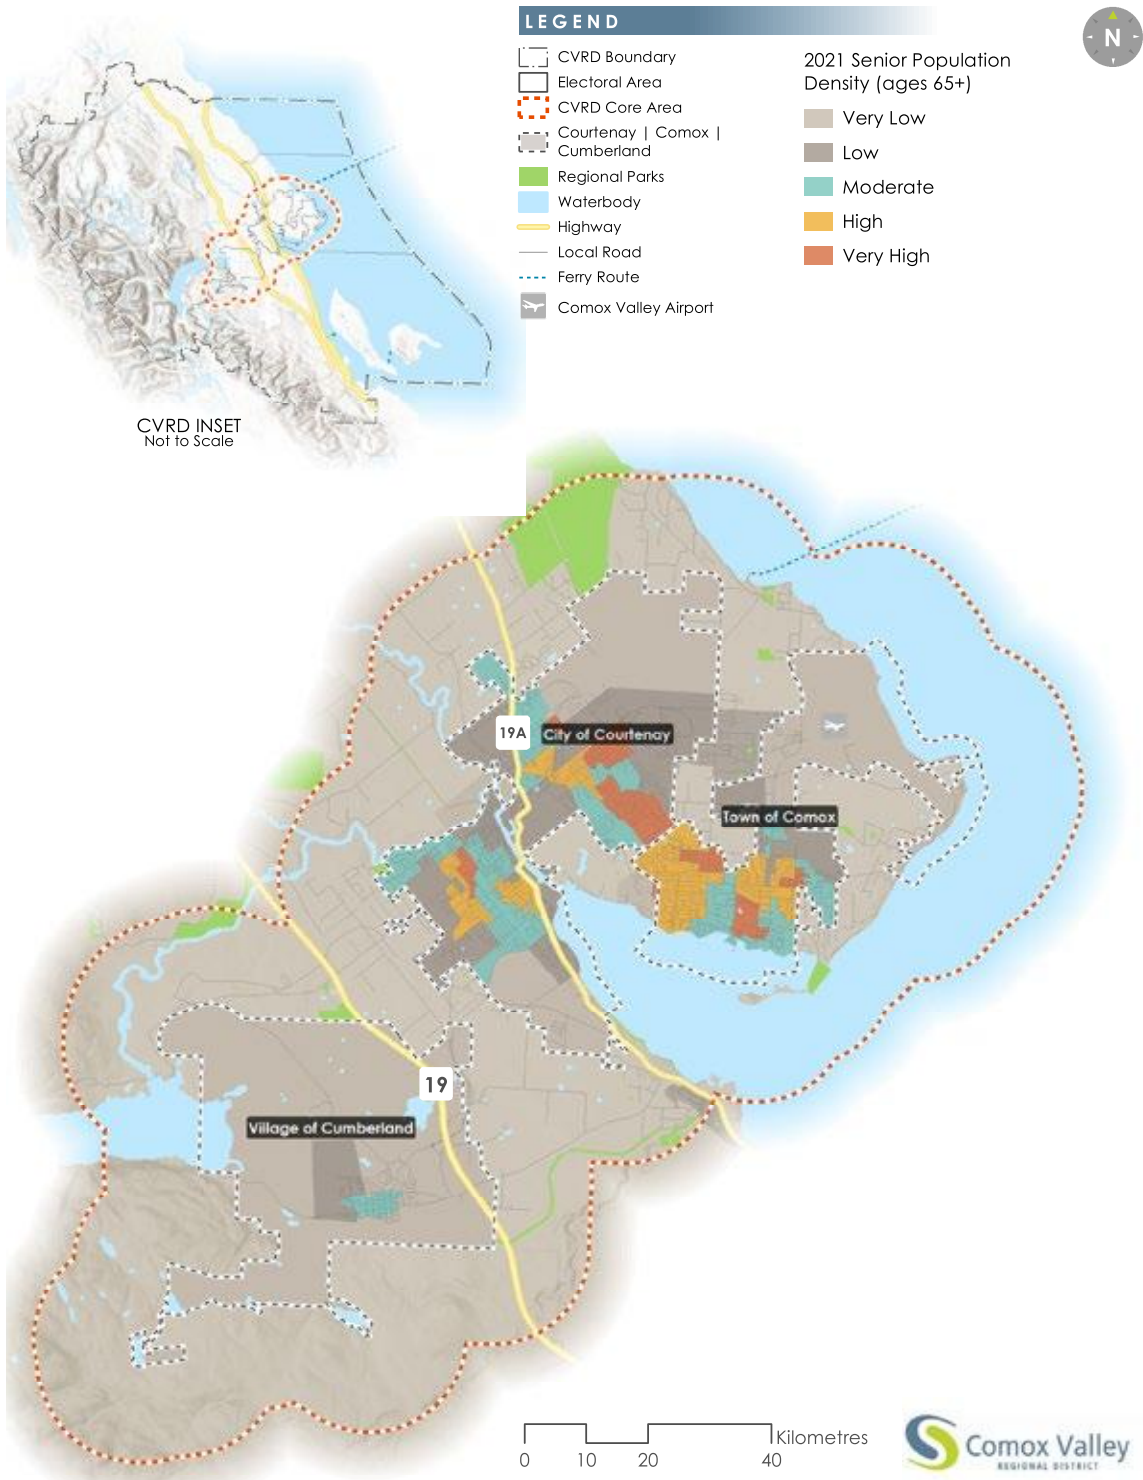 LEGEND
CVRD Boundary
Electoral Area
CVRD Core Area
Courtenay | Comox |
Cumberland
Regional Parks
Waterbody
Highway
Local Road
Ferry Route
Comox Valley Airport
2021 Senior Population
Density (ages 65+)
Very Low
Low
Moderate
High
Very High
N
CVRD INSET
Not to Scale
19A
City of Courtenay
Town of Comox
19
Village of Cumberland
Kilometres
0 10 20 40
Comox Valley
REGIONAL DISTRICT